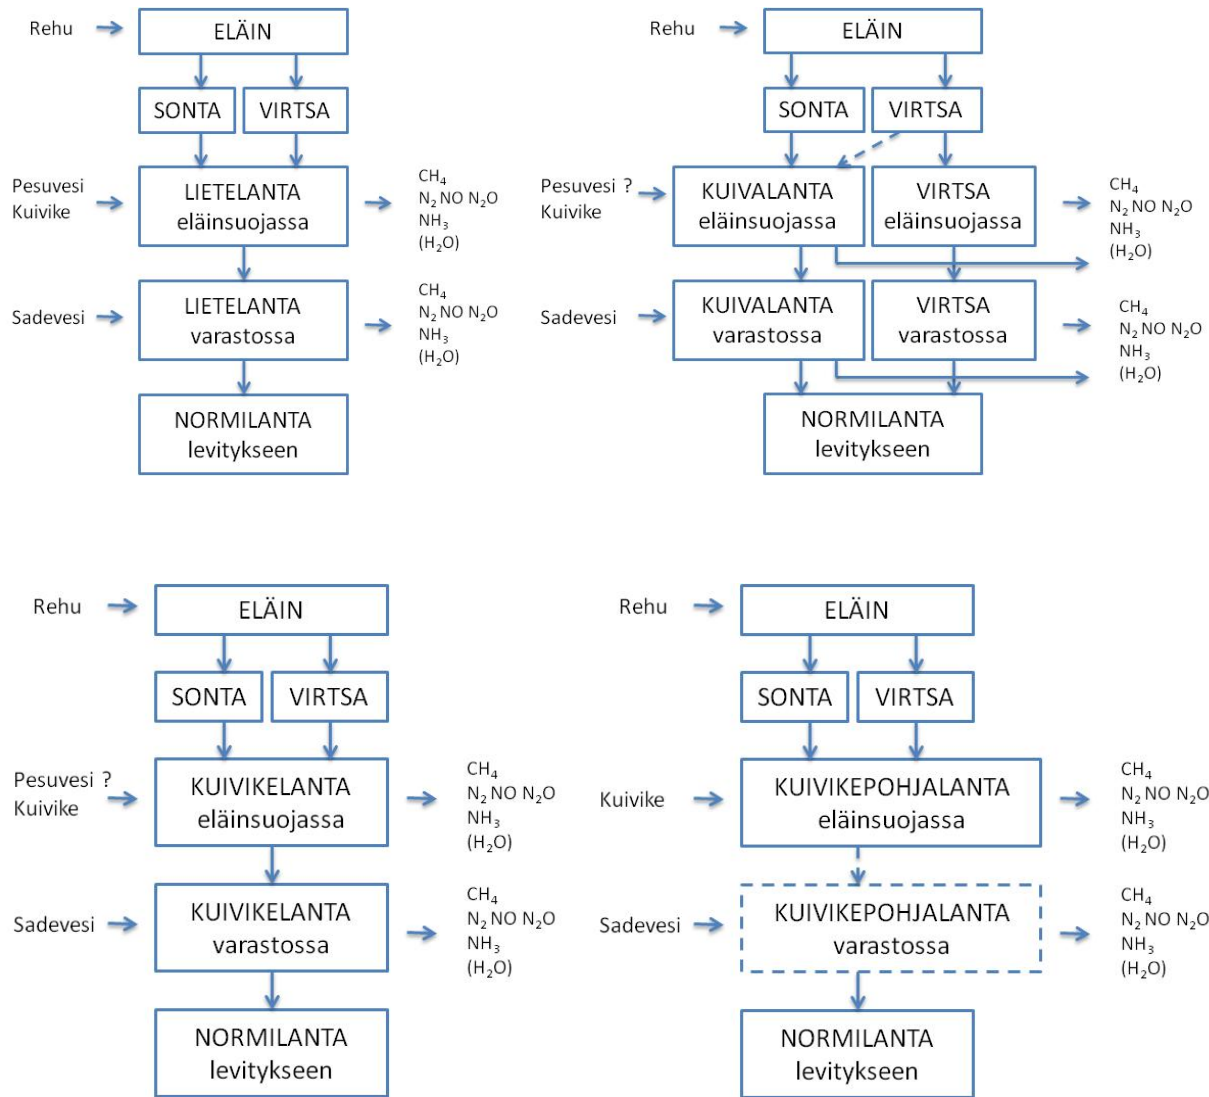 Rehu
ELÄIN
SONTA
VIRTSA
Pesuvesi
Kuivike
LIETELANTA
eläinsuojassa
CH₄
N₂ NO N₂O
NH₃
(H₂O)
Sadevesi
LIETELANTA
varastossa
CH₄
N₂ NO N₂O
NH₃
(H₂O)
NORMILANTA
levitykseen
Rehu
ELÄIN
SONTA
VIRTSA
Pesuvesi ?
Kuivike
KUIVALANTA
eläinsuojassa
VIRTSA
eläinsuojassa
CH₄
N₂ NO N₂O
NH₃
(H₂O)
Sadevesi
KUIVALANTA
varastossa
VIRTSA
varastossa
CH₄
N₂ NO N₂O
NH₃
(H₂O)
NORMILANTA
levitykseen
Rehu
ELÄIN
SONTA
VIRTSA
Pesuvesi ?
Kuivike
KUIVIKELANTA
eläinsuojassa
CH₄
N₂ NO N₂O
NH₃
(H₂O)
Sadevesi
KUIVIKELANTA
varastossa
CH₄
N₂ NO N₂O
NH₃
(H₂O)
NORMILANTA
levitykseen
Rehu
ELÄIN
SONTA
VIRTSA
Kuivike
KUIVIKEPOHJALANTA
eläinsuojassa
CH₄
N₂ NO N₂O
NH₃
(H₂O)
Sadevesi
KUIVIKEPOHJALANTA
varastossa
CH₄
N₂ NO N₂O
NH₃
(H₂O)
NORMILANTA
levitykseen